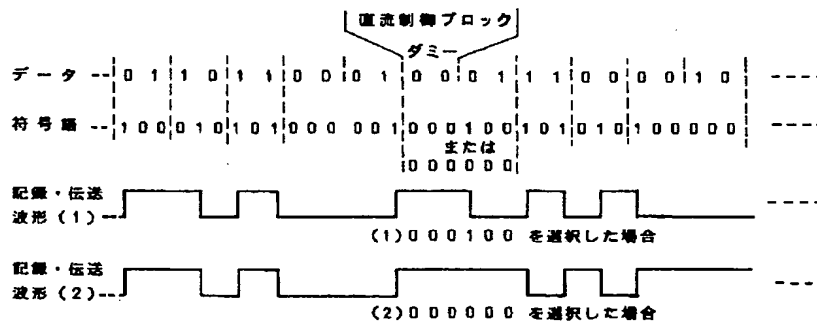 直流制御ブロック
ダミー
データ -- 0 1 1 0 1 1 0 0 0 1 0 0 0 1 1 1 0 0 0 0 1 0 ----
符号語 -- 1 0 0 0 1 0 1 0 1 0 0 0 0 0 1 0 0 0 1 0 0 1 0 1 0 1 0 1 0 0 0 0 0 ----
または
0 0 0 0 0 0
記録・伝送
波形(1)--- ----
(1)0 0 0 1 0 0 を選択した場合
記録・伝送
波形(2)--- ----
(2)0 0 0 0 0 0 を選択した場合